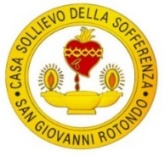 CASA SOLLIEVO DELLA SOFFERENZA
• SAN GIOVANNI ROTONDO •